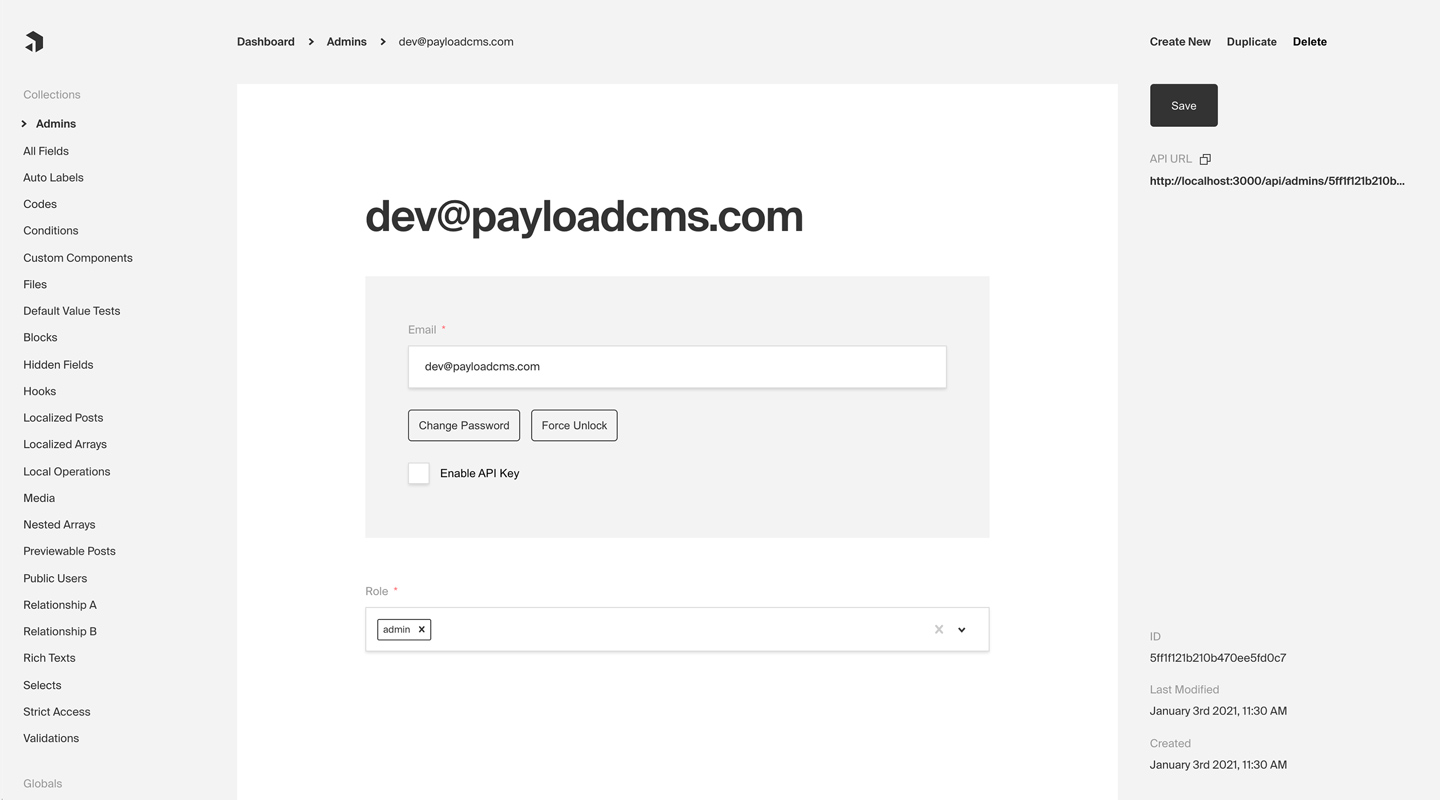 Dashboard > Admins > dev@payloadcms.com
Create New Duplicate Delete
Collections
Admins
All Fields
Auto Labels
Codes
Conditions
Custom Components
Files
Default Value Tests
Blocks
Hidden Fields
Hooks
Localized Posts
Localized Arrays
Local Operations
Media
Nested Arrays
Previewable Posts
Public Users
Relationship A
Relationship B
Rich Texts
Selects
Strict Access
Validations
Globals
dev@payloadcms.com
Email *
dev@payloadcms.com
Change Password Force Unlock
Enable API Key
Role *
admin
Save
API URL
http://localhost:3000/api/admins/5ff1f121b210b...
ID
5ff1f121b210b470ee5fd0c7
Last Modified
January 3rd 2021, 11:30 AM
Created
January 3rd 2021, 11:30 AM